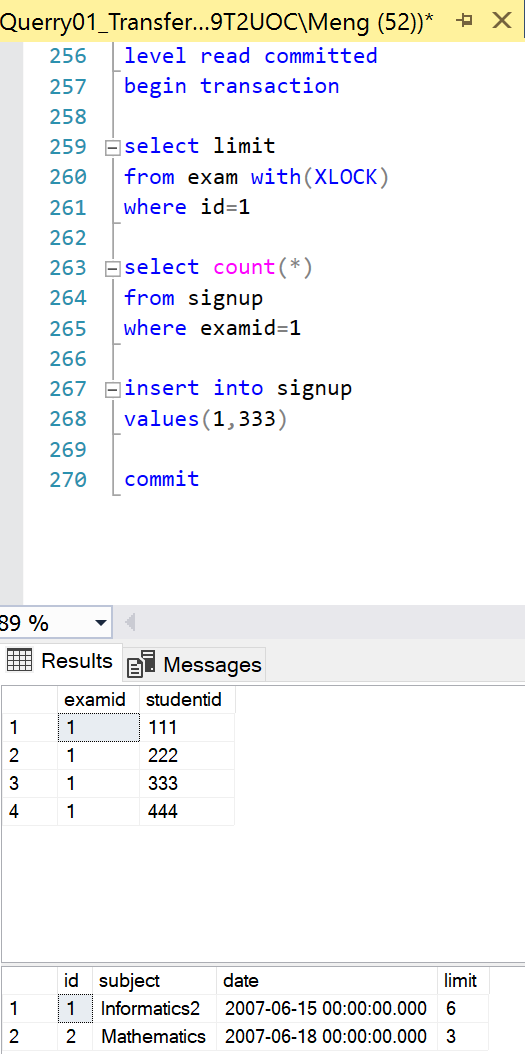 Querry01_Transfer...9T2UOC\Meng (52))*
256 level read committed
257 begin transaction
258
259 select limit
260 from exam with(XLOCK)
261 where id=1
262
263 select count(*)
264 from signup
265 where examid=1
266
267 insert into signup
268 values(1,333)
269
270 commit
89 %
Results Messages
examid studentid
1 1 111
2 1 222
3 1 333
4 1 444
id subject date limit
1 1 Informatics2 2007-06-15 00:00:00.000 6
2 2 Mathematics 2007-06-18 00:00:00.000 3